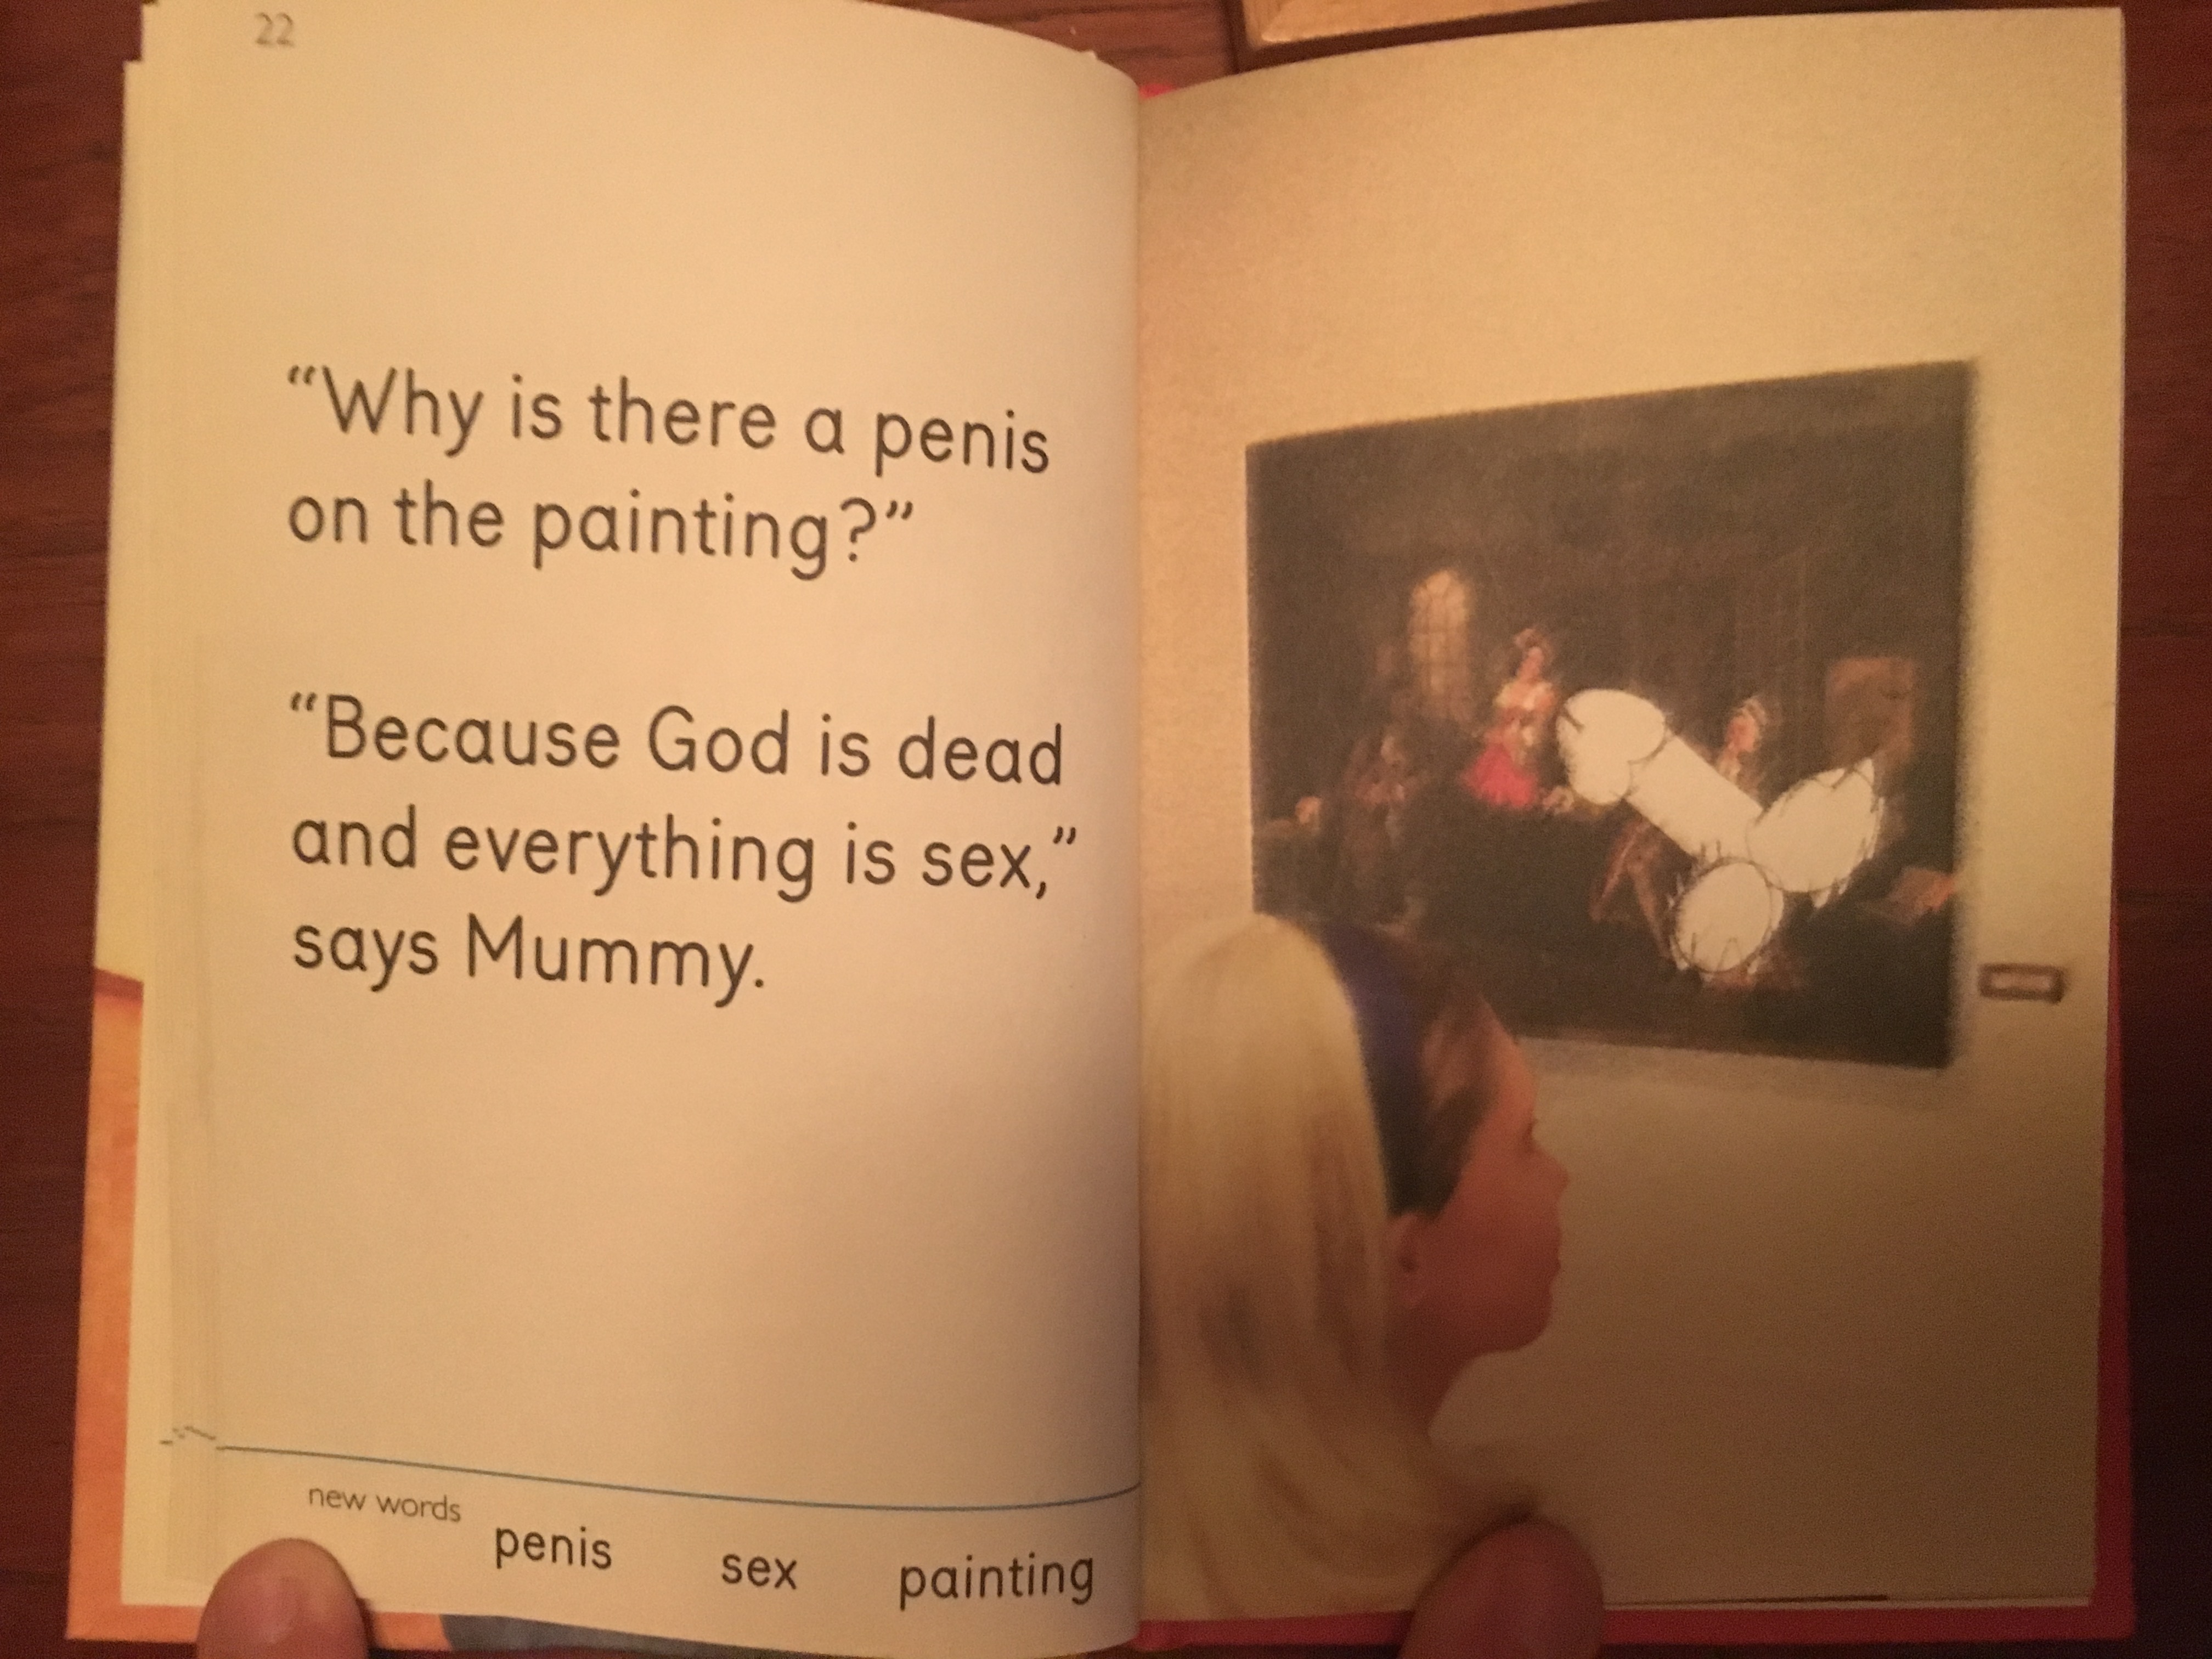 22
“Why is there a penis
on the painting?”
“Because God is dead
and everything is sex,”
says Mummy.
new words
penis sex painting